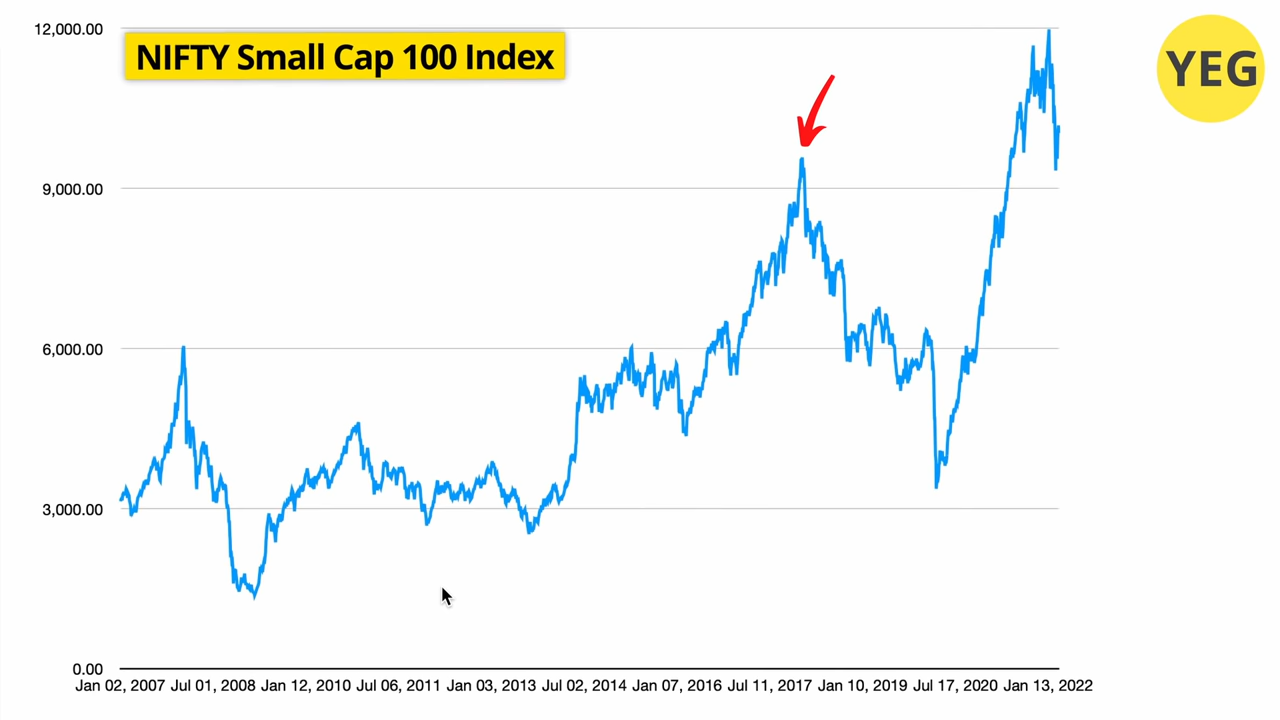 12,000.00
NIFTY Small Cap 100 Index
YEG
9,000.00
6,000.00
3,000.00
0.00
Jan 02, 2007 Jul 01, 2008 Jan 12, 2010 Jul 06, 2011 Jan 03, 2013 Jul 02, 2014 Jan 07, 2016 Jul 11, 2017 Jan 10, 2019 Jul 17, 2020 Jan 13, 2022